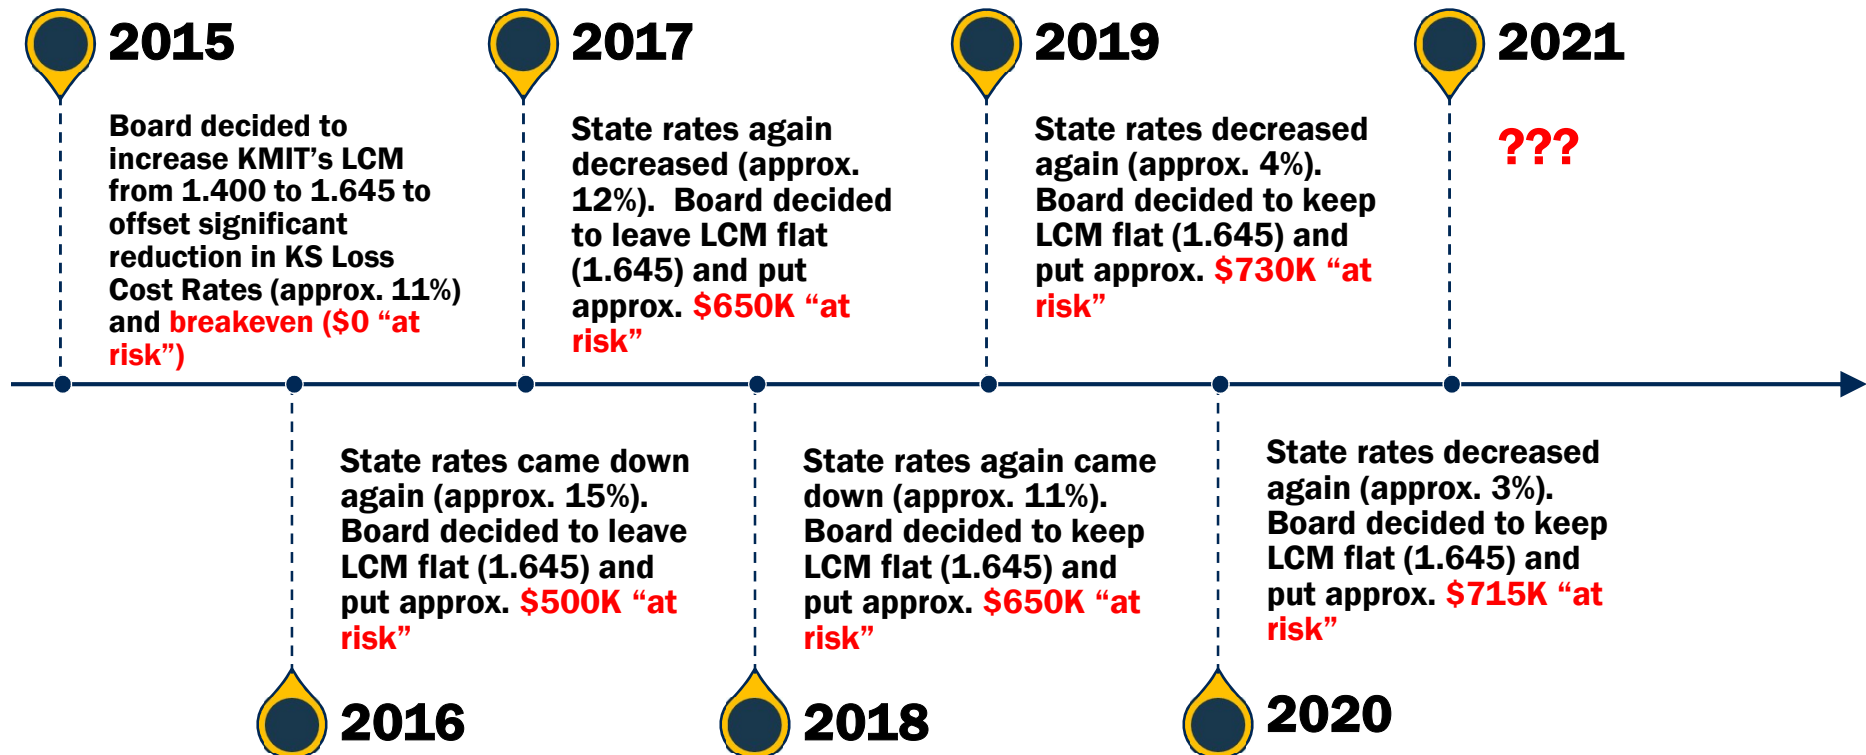 2015
Board decided to
increase KMIT’s LCM
from 1.400 to 1.645 to
offset significant
reduction in KS Loss
Cost Rates (approx. 11%)
and breakeven ($0 “at
risk”)
2016
State rates came down
again (approx. 15%).
Board decided to leave
LCM flat (1.645) and
put approx. $500K “at
risk”
2017
State rates again
decreased (approx.
12%).  Board decided
to leave LCM flat
(1.645) and put
approx. $650K “at
risk”
2018
State rates again came
down (approx. 11%).
Board decided to keep
LCM flat (1.645) and
put approx. $650K “at
risk”
2019
State rates decreased
again (approx. 4%).
Board decided to keep
LCM flat (1.645) and
put approx. $730K “at
risk”
2020
State rates decreased
again (approx. 3%).
Board decided to keep
LCM flat (1.645) and
put approx. $715K “at
risk”
2021
???